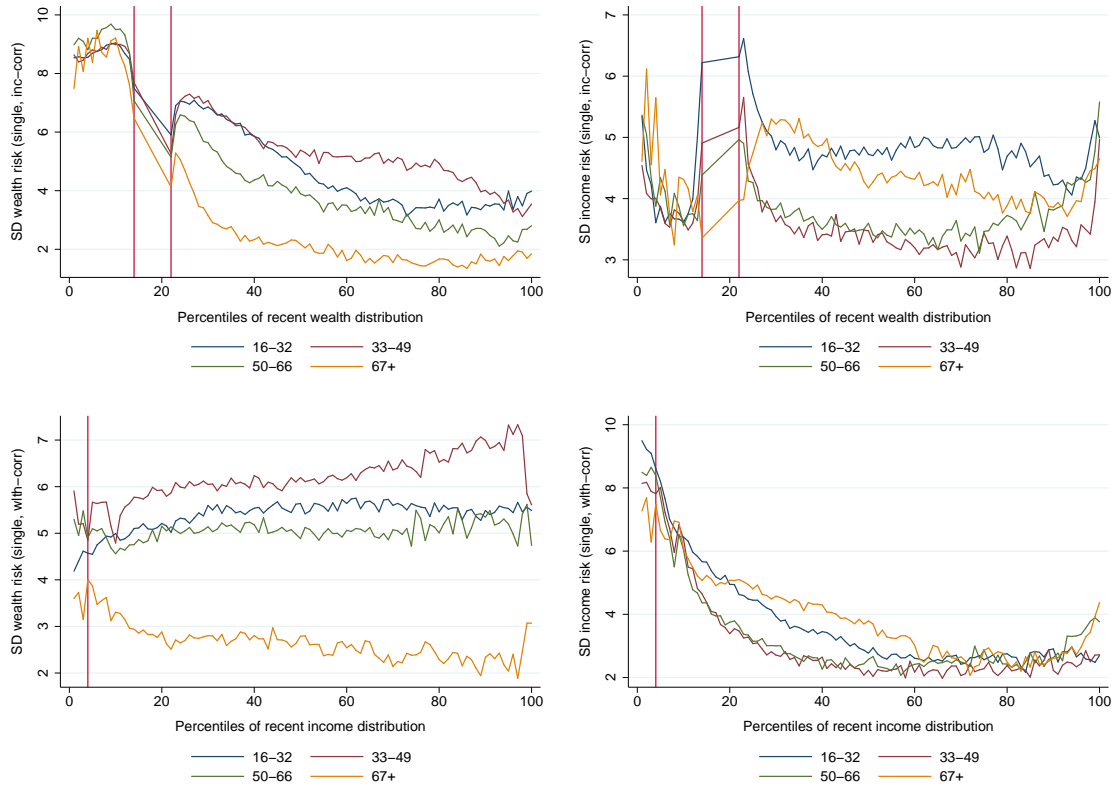 SD wealth risk (single, inc−corr)
10
8
6
4
2
0 20 40 60 80 100
Percentiles of recent wealth distribution
16−32 33−49
50−66 67+
SD income risk (single, inc−corr)
7
6
5
4
3
0 20 40 60 80 100
Percentiles of recent wealth distribution
16−32 33−49
50−66 67+
SD wealth risk (single, wlth−corr)
7
6
5
4
3
2
0 20 40 60 80 100
Percentiles of recent income distribution
16−32 33−49
50−66 67+
SD income risk (single, wlth−corr)
10
8
6
4
2
0 20 40 60 80 100
Percentiles of recent income distribution
16−32 33−49
50−66 67+